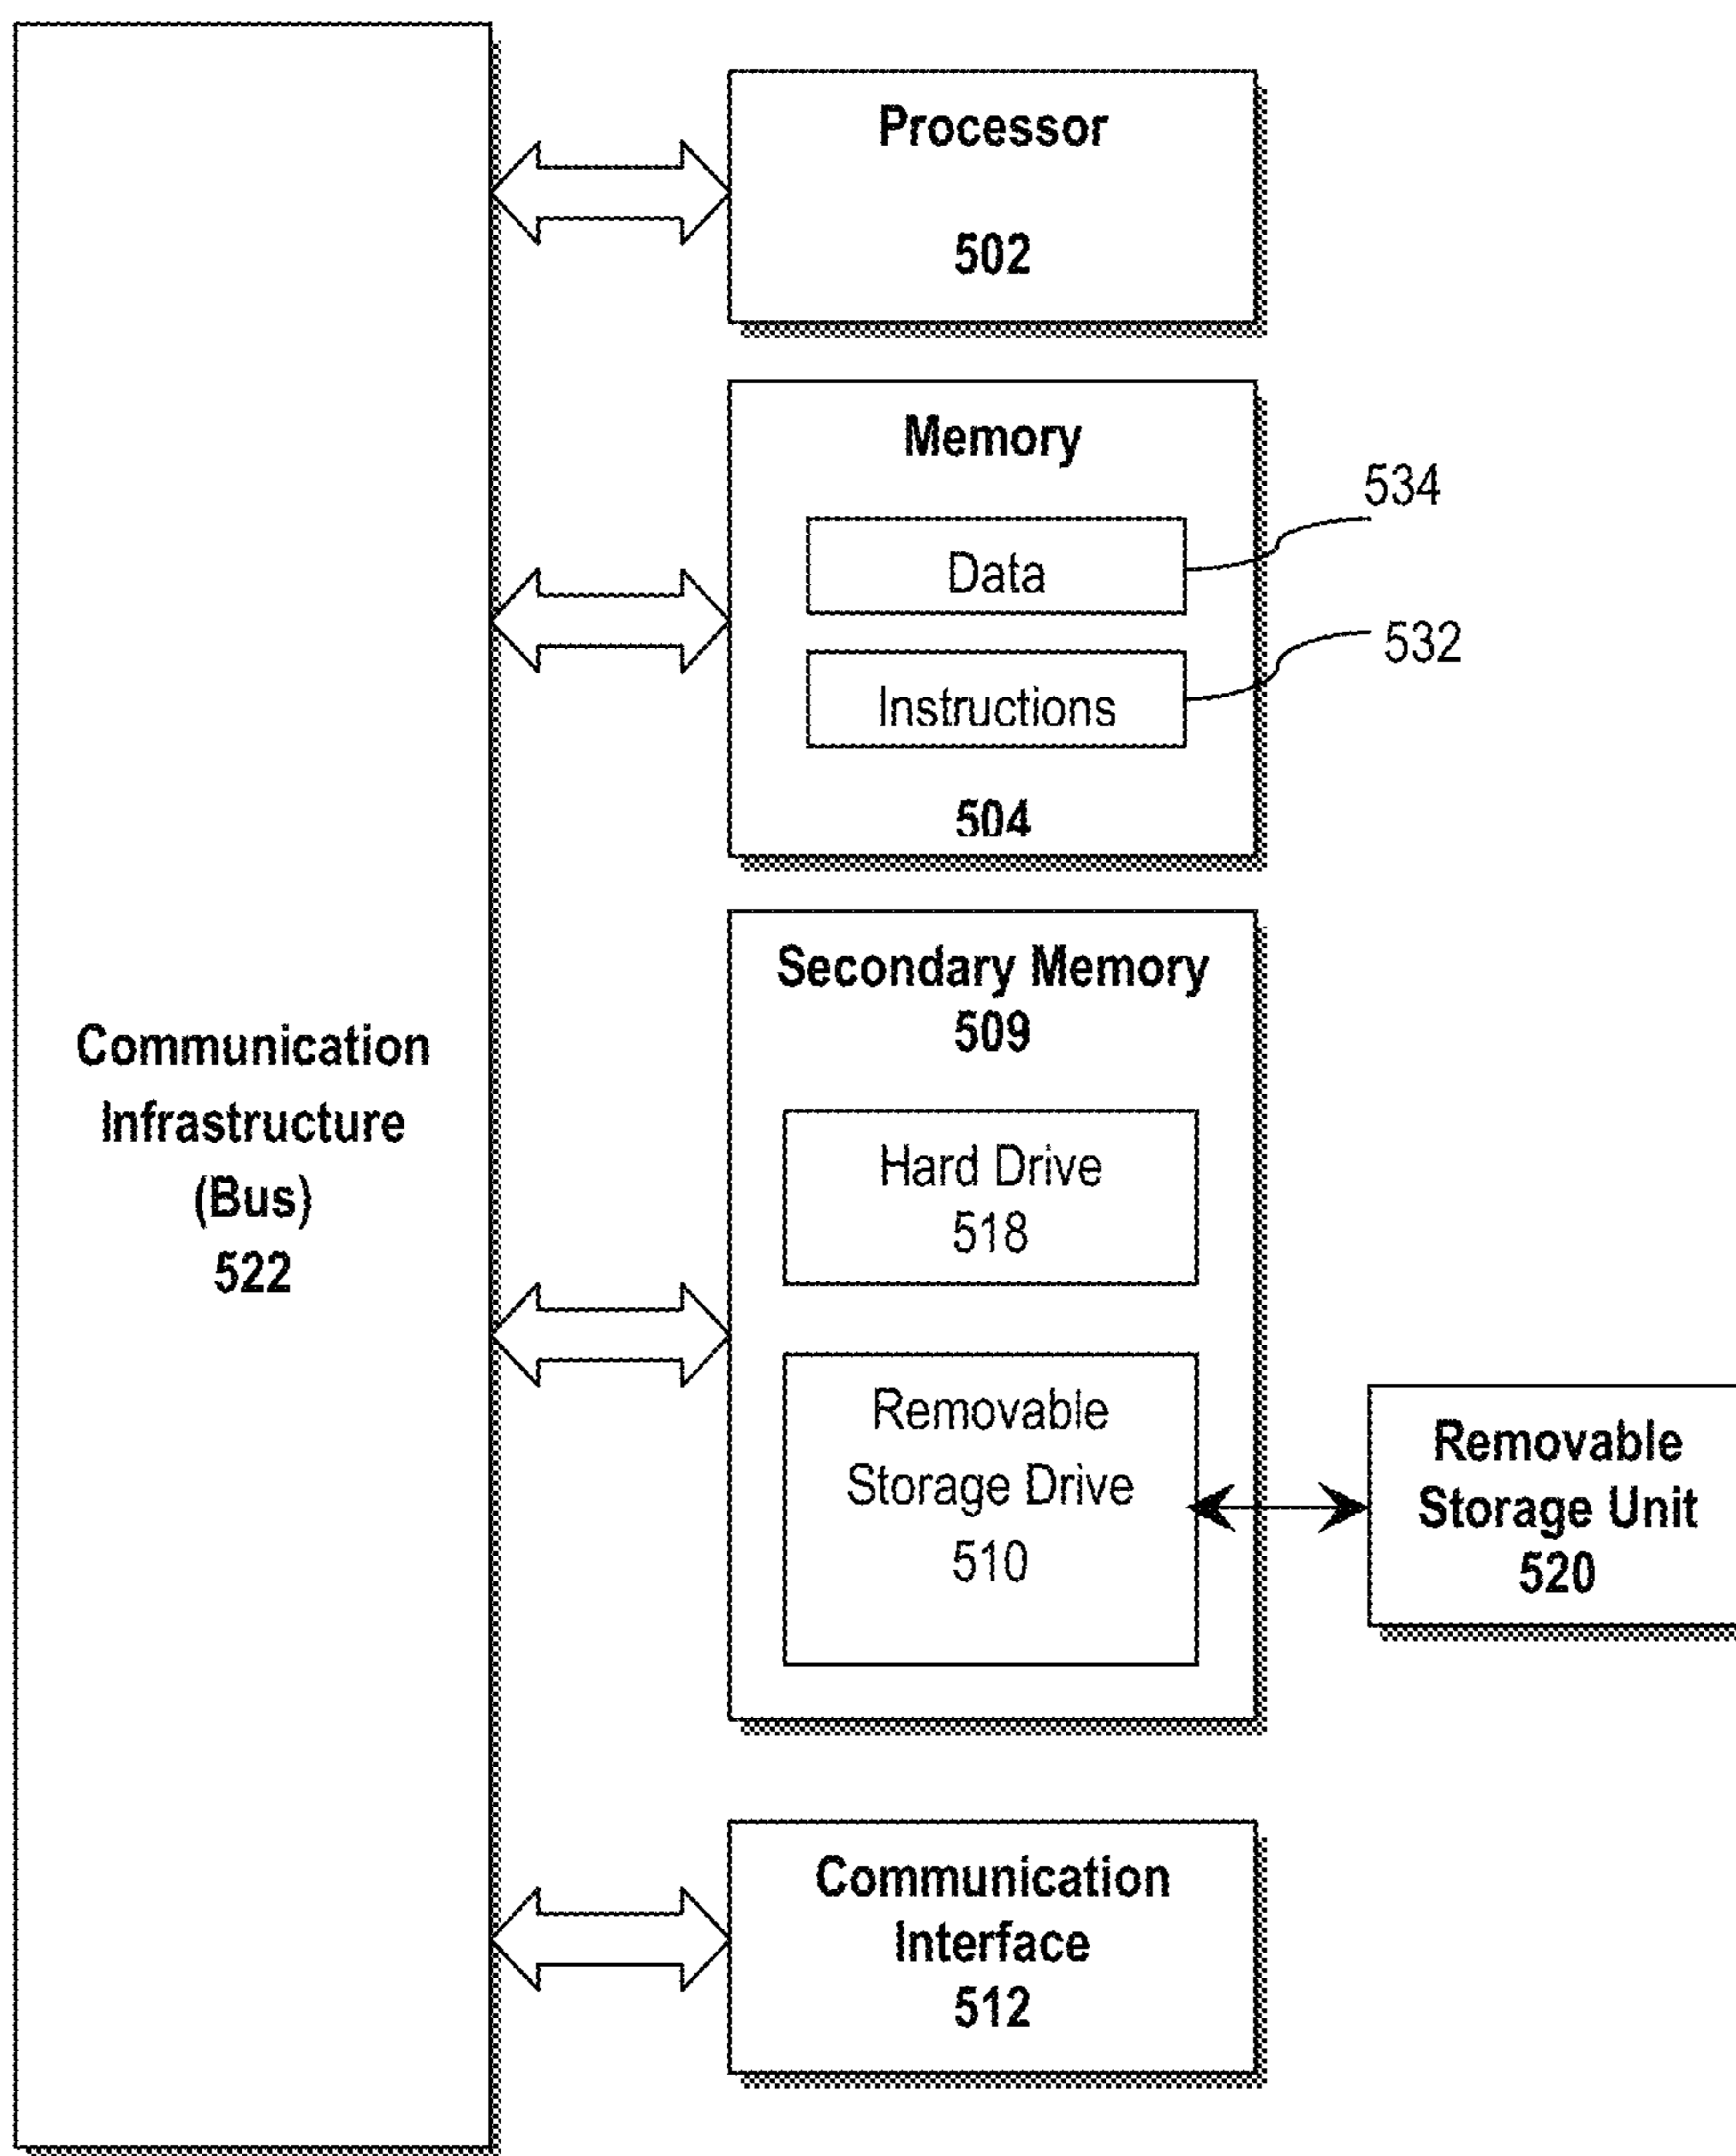 Processor
502
Memory
Data
534
Instructions
532
504
Secondary Memory
509
Hard Drive
518
Removable
Storage Drive
510
Removable
Storage Unit
520
Communication
Infrastructure
(Bus)
522
Communication
Interface
512